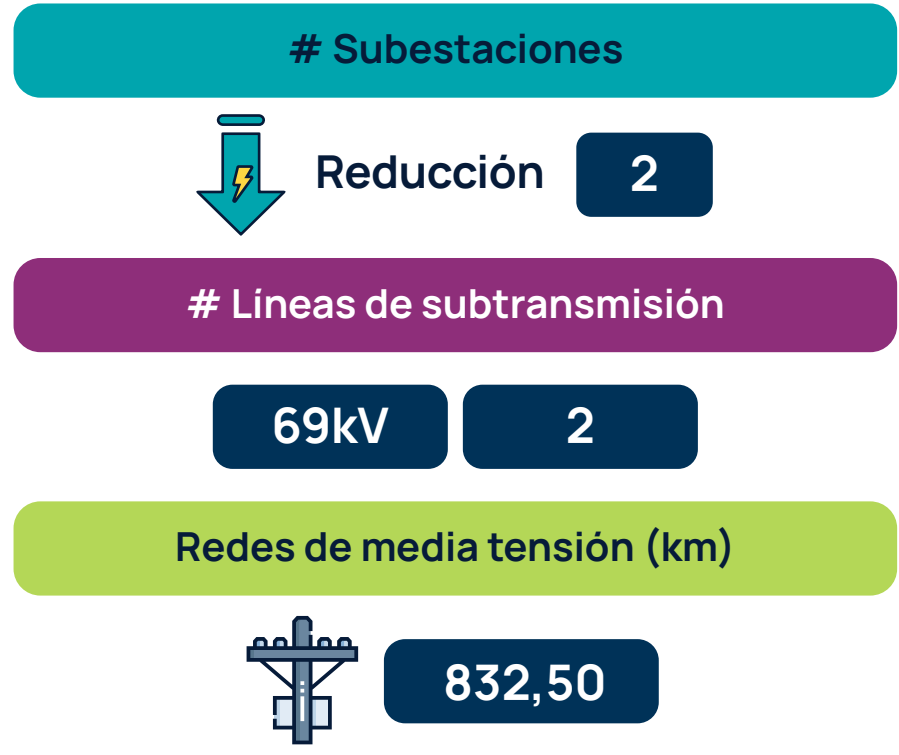 # Subestaciones
Reducción 2
# Líneas de subtransmisión
69kV 2
Redes de media tensión (km)
832,50